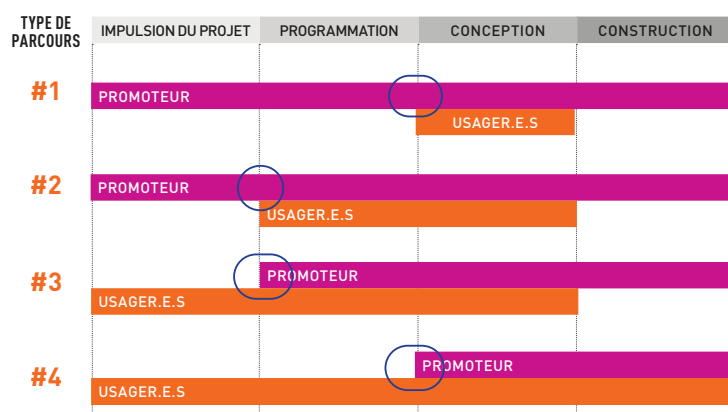 TYPE DE
PARCOURS
IMPULSION DU PROJET
PROGRAMMATION
CONCEPTION
CONSTRUCTION
#1
PROMOTEUR
USAGER.E.S
#2
PROMOTEUR
USAGER.E.S
#3
PROMOTEUR
USAGER.E.S
#4
PROMOTEUR
USAGER.E.S